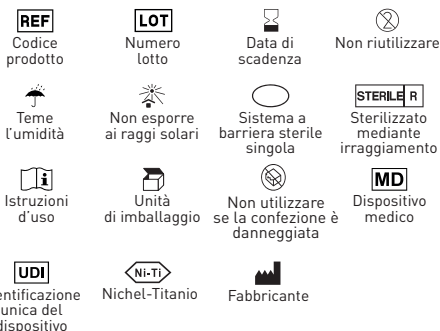 REF
Codice
prodotto
LOT
Numero
lotto
Data di
scadenza
2
Non riutilizzare
Teme
l'umidità
Non esporre
ai raggi solari
Sistema a
barriera sterile
singola
STERILE R
Sterilizzato
mediante
irraggiamento
i
Istruzioni
d'uso
Unità
di imballaggio
Non utilizzare
se la confezione è
danneggiata
MD
Dispositivo
medico
UDI
entificazione
unica del
dispositivo
Ni-Ti
Nichel-Titanio
Fabbricante